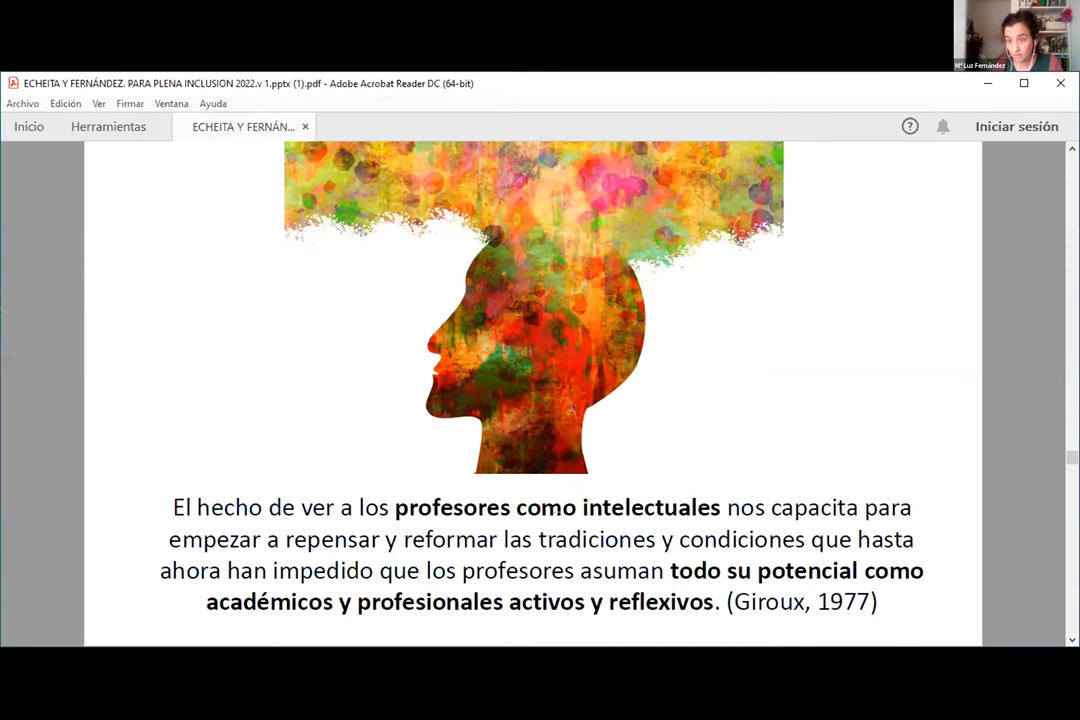 Mª Luz Fernández
ECHEITA Y FERNÁNDEZ. PARA PLENA INCLUSION 2022.v 1.pptx (1).pdf - Adobe Acrobat Reader DC (64-bit)
Archivo Edición Ver Firmar Ventana Ayuda
Inicio Herramientas ECHEITA Y FERNÁN... Iniciar sesión
El hecho de ver a los profesores como intelectuales nos capacita para
empezar a repensar y reformar las tradiciones y condiciones que hasta
ahora han impedido que los profesores asuman todo su potencial como
académicos y profesionales activos y reflexivos. (Giroux, 1977)